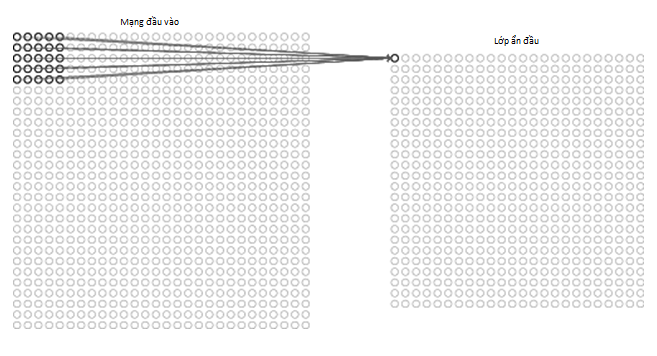 Mạng đầu vào
Lớp ẩn đầu